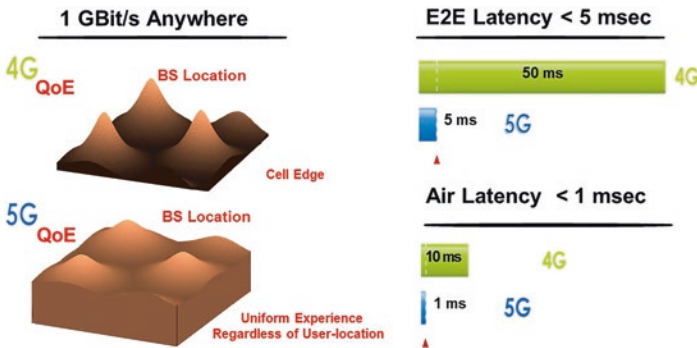 1 GBit/s Anywhere
4G
QoE
BS Location
Cell Edge
5G
QoE
BS Location
Uniform Experience
Regardless of User-location
E2E Latency < 5 msec
50 ms
4G
5 ms
5G
Air Latency < 1 msec
10 ms
4G
1 ms
5G